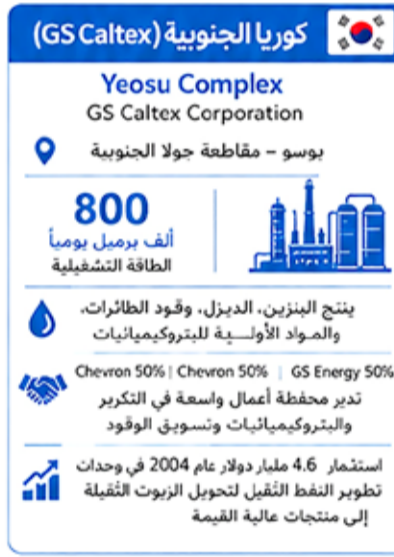 كوريا الجنوبية (GS Caltex)
Yeosu Complex
GS Caltex Corporation
يوسو – مقاطعة جولا الجنوبية
800
ألف برميل يومياً
الطاقة التشغيلية
ينتج البنزين، الديزل، وقود الطائرات،
والمـواد الأولـــية للبتروكيميائيات
Chevron 50% | Chevron 50% | GS Energy 50%
تدير محفظة أعمال واسعة في التكرير
والبتروكيميائيات وتسويق الوقود
استثمار 4.6 مليار دولار عام 2004 في وحدات
تطوير النفط الثقيل لتحويل الزيوت الثقيلة
إلى منتجات عالية القيمة